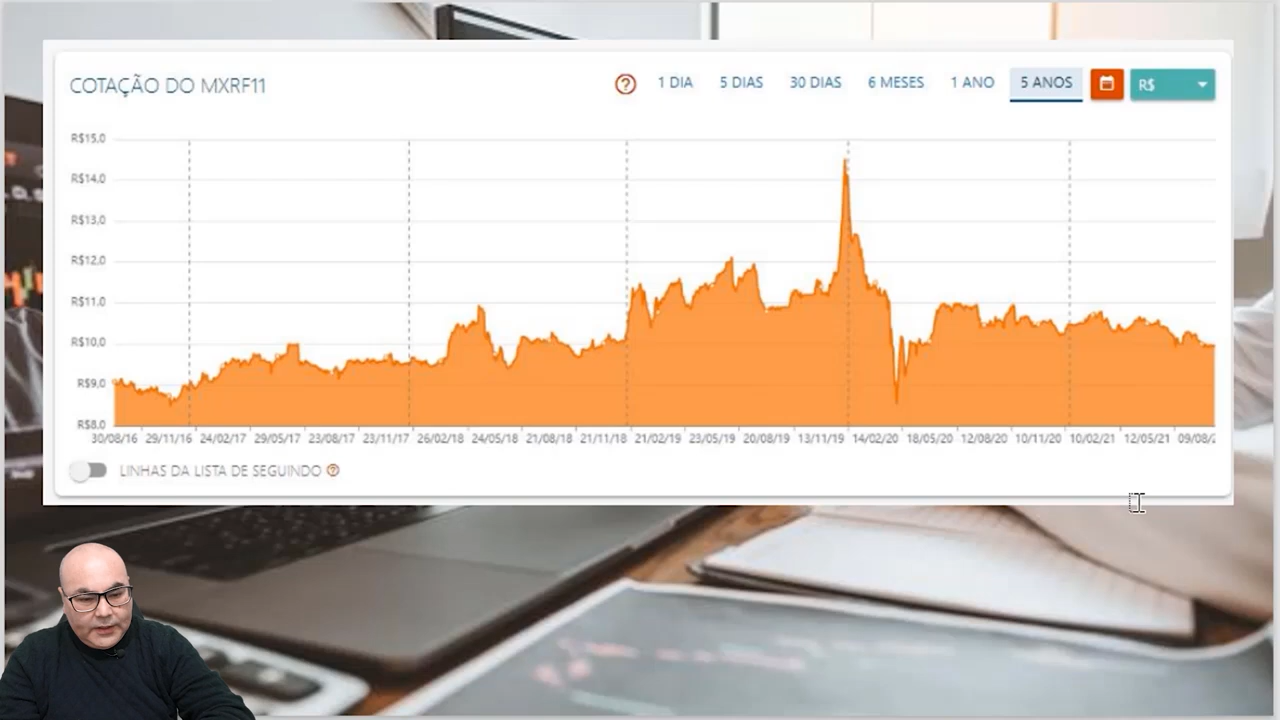 COTAÇÃO DO MXRF11
1 DIA 5 DIAS 30 DIAS 6 MESES 1 ANO 5 ANOS R$
R$15,0
R$14,0
R$13,0
R$12,0
R$11,0
R$10,0
R$9,0
R$8,0
30/08/16 29/11/16 24/02/17 29/05/17 23/08/17 23/11/17 26/02/18 24/05/18 21/08/18 21/11/18 21/02/19 23/05/19 20/08/19 13/11/19 14/02/20 18/05/20 12/08/20 10/11/20 10/02/21 12/05/21 09/08/2
LINHAS DA LISTA DE SEGUINDO